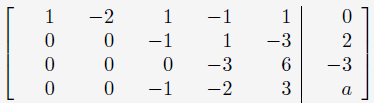 1 −2 1 −1 1 0
0 0 −1 1 −3 2
0 0 0 −3 6 −3
0 0 −1 −2 3 a